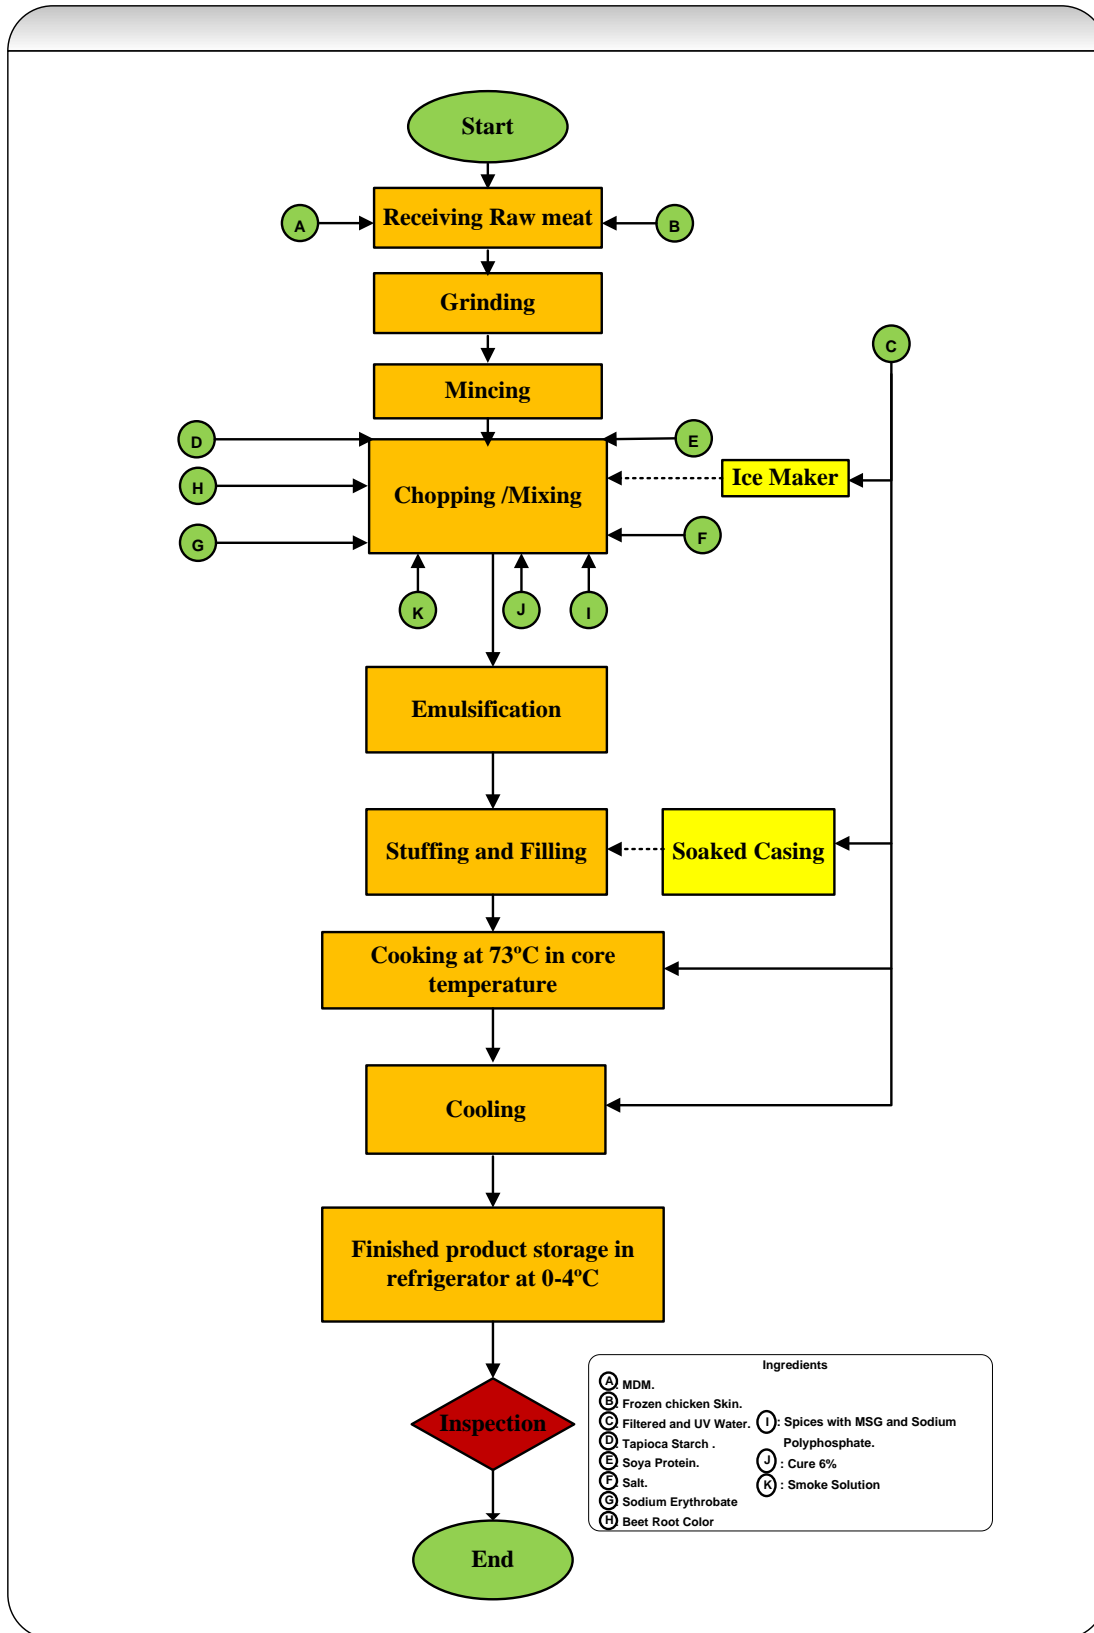 Start
A
Receiving Raw meat
B
Grinding
C
Mincing
D
E
H
Chopping /Mixing
Ice Maker
G
F
K
J
I
Emulsification
Stuffing and Filling
Soaked Casing
Cooking at 73ºC in core
temperature
Cooling
Finished product storage in
refrigerator at 0-4ºC
Inspection
End
Ingredients
A: MDM.
B: Frozen chicken Skin.
C: Filtered and UV Water.
D: Tapioca Starch .
E: Soya Protein.
F: Salt.
G: Sodium Erythrobate
H: Beet Root Color
I : Spices with MSG and Sodium
Polyphosphate.
J : Cure 6%
K : Smoke Solution